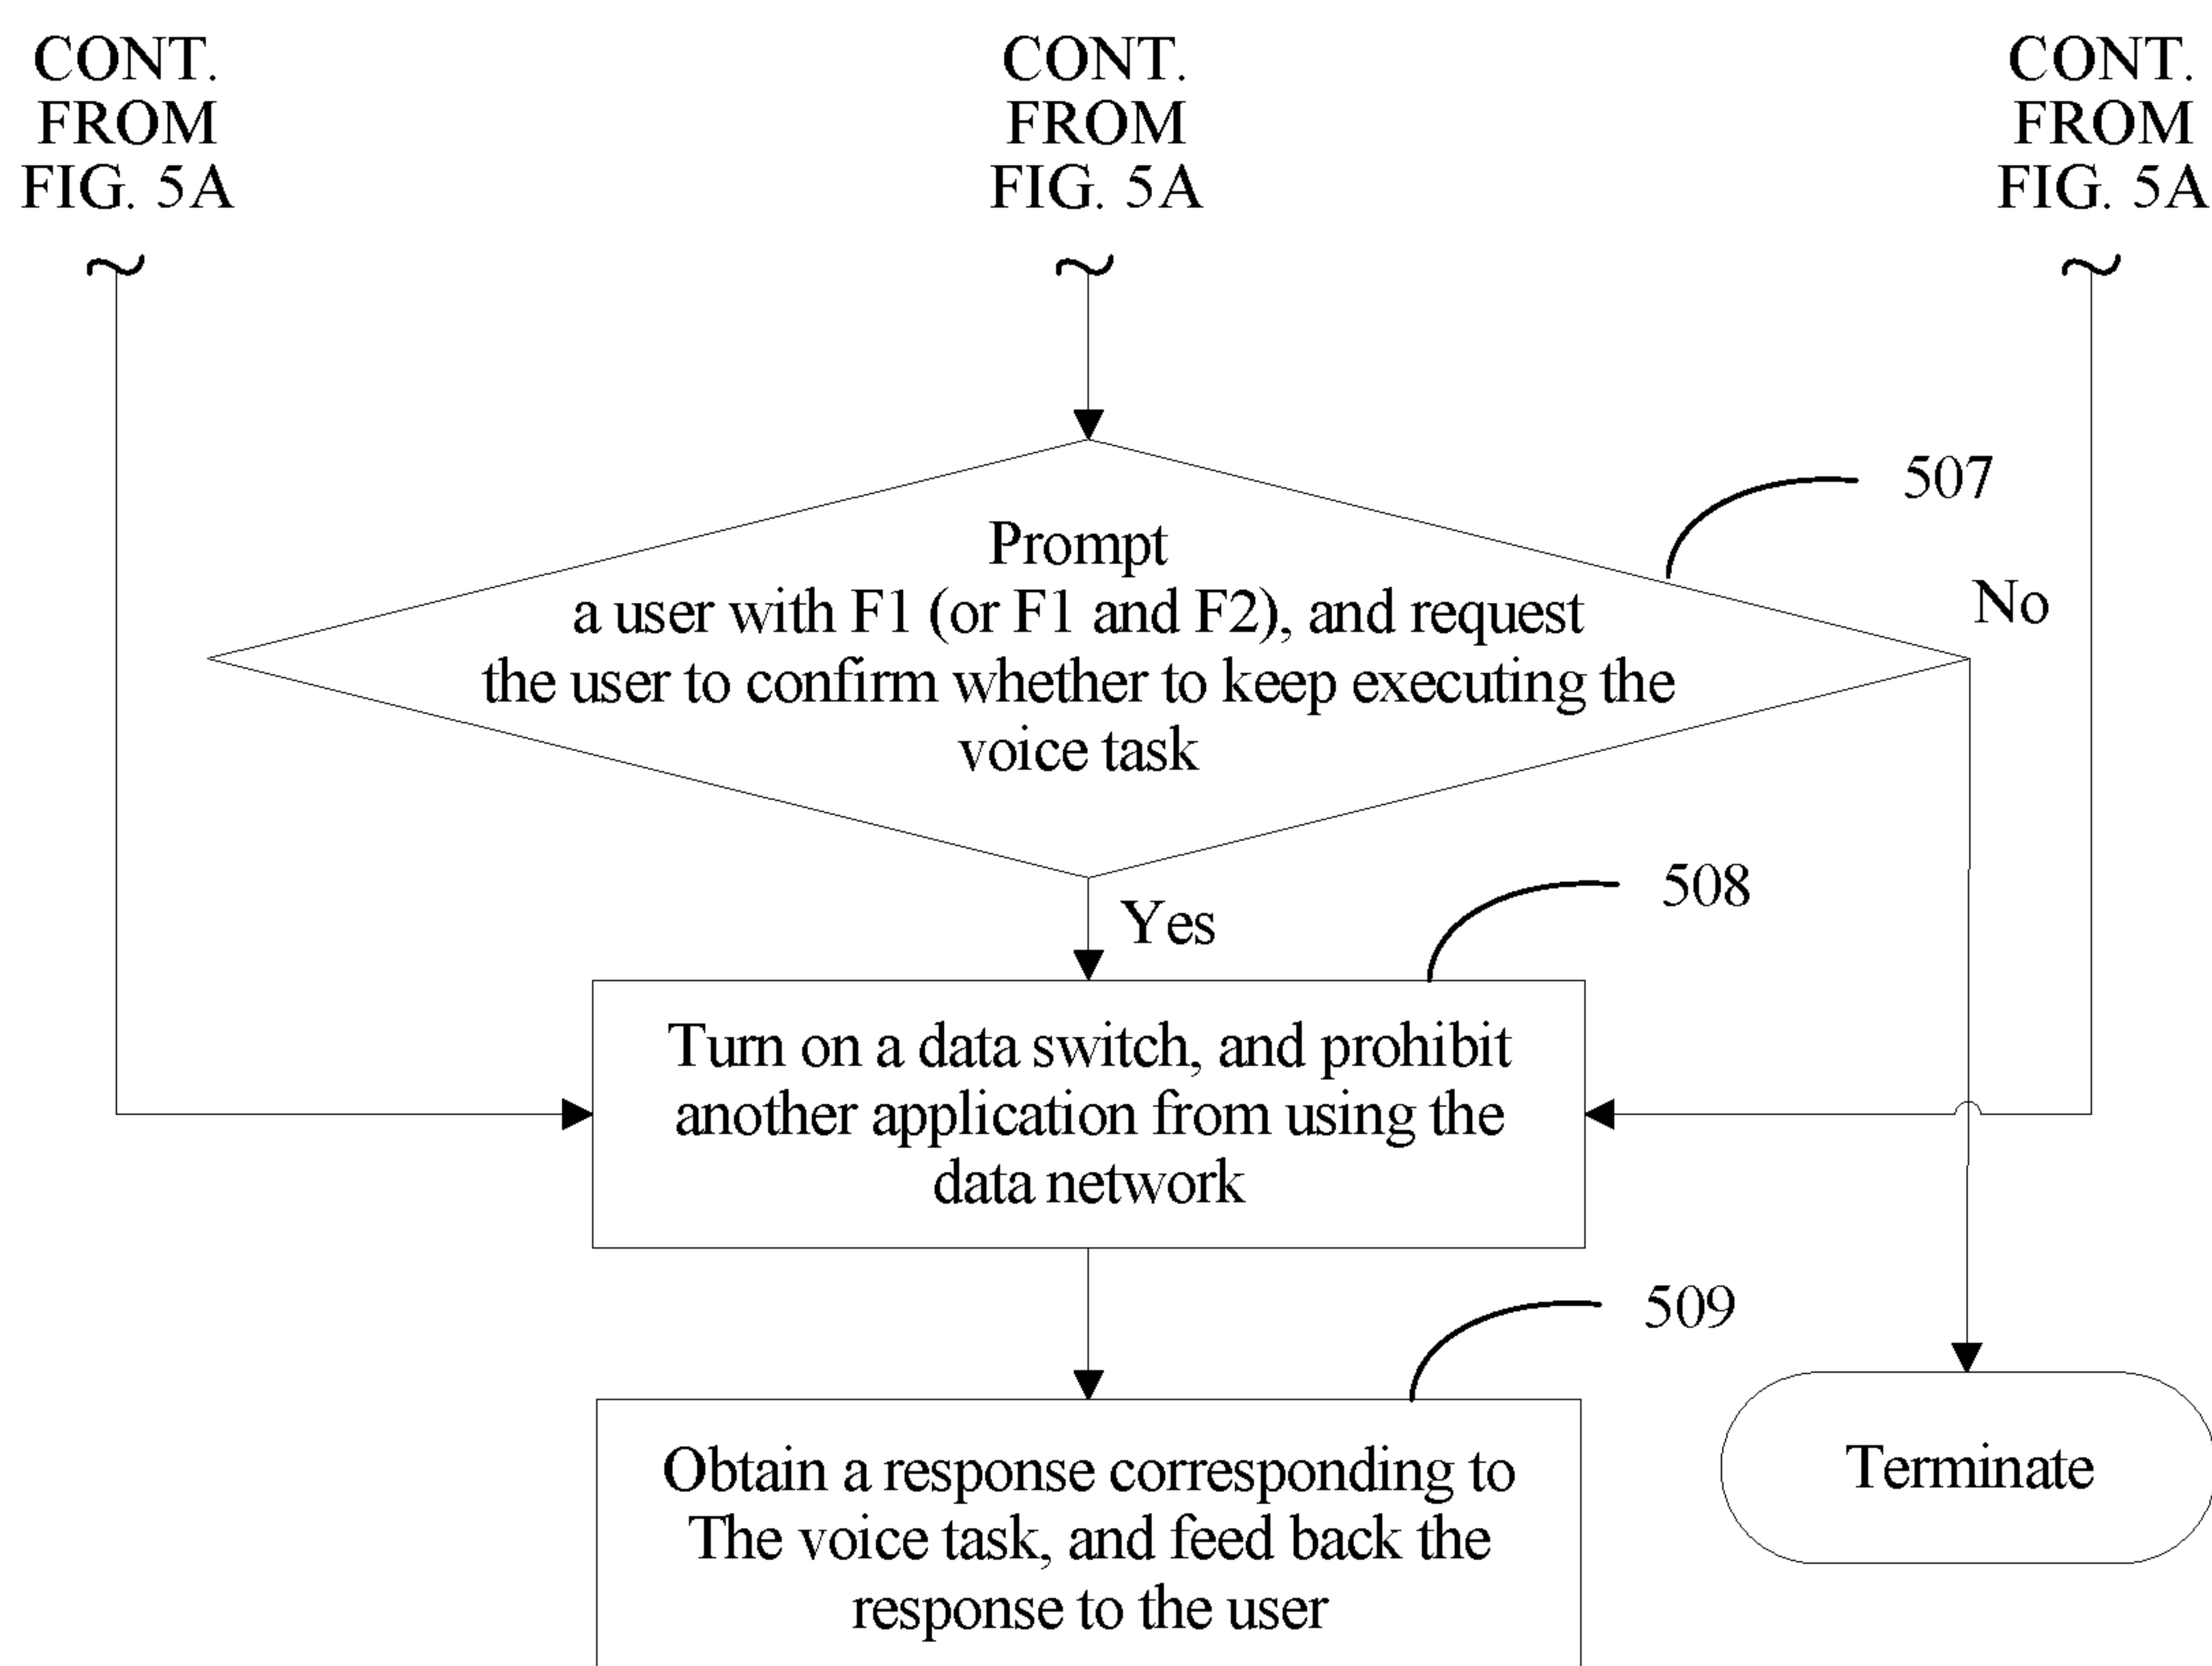 CONT.
FROM
FIG. 5A
CONT.
FROM
FIG. 5A
CONT.
FROM
FIG. 5A
507
Prompt
a user with F1 (or F1 and F2), and request
the user to confirm whether to keep executing the
voice task
No
Yes
508
Turn on a data switch, and prohibit
another application from using the
data network
509
Obtain a response corresponding to
The voice task, and feed back the
response to the user
Terminate